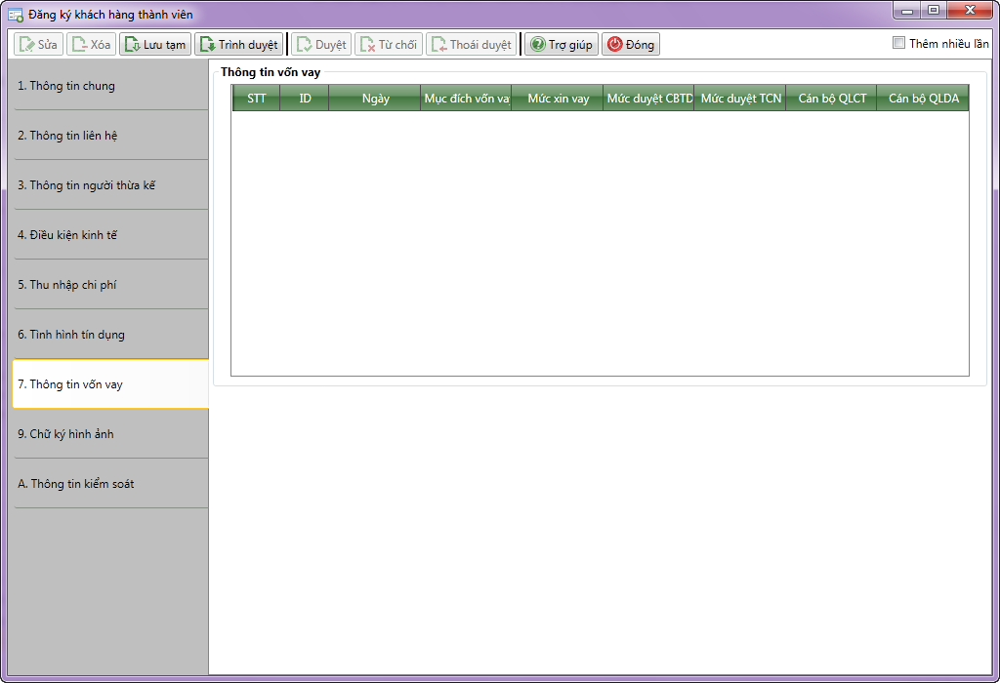 Đăng ký khách hàng thành viên
Sửa Xóa Lưu tạm Trình duyệt Duyệt Từ chối Thoái duyệt Trợ giúp Đóng Thêm nhiều lần
1. Thông tin chung
2. Thông tin liên hệ
3. Thông tin người thừa kế
4. Điều kiện kinh tế
5. Thu nhập chi phí
6. Tình hình tín dụng
7. Thông tin vốn vay
9. Chữ ký hình ảnh
A. Thông tin kiểm soát
Thông tin vốn vay
STT ID Ngày Mục đích vốn va Mức xin vay Mức duyệt CBTD Mức duyệt TCN Cán bộ QLCT Cán bộ QLDA